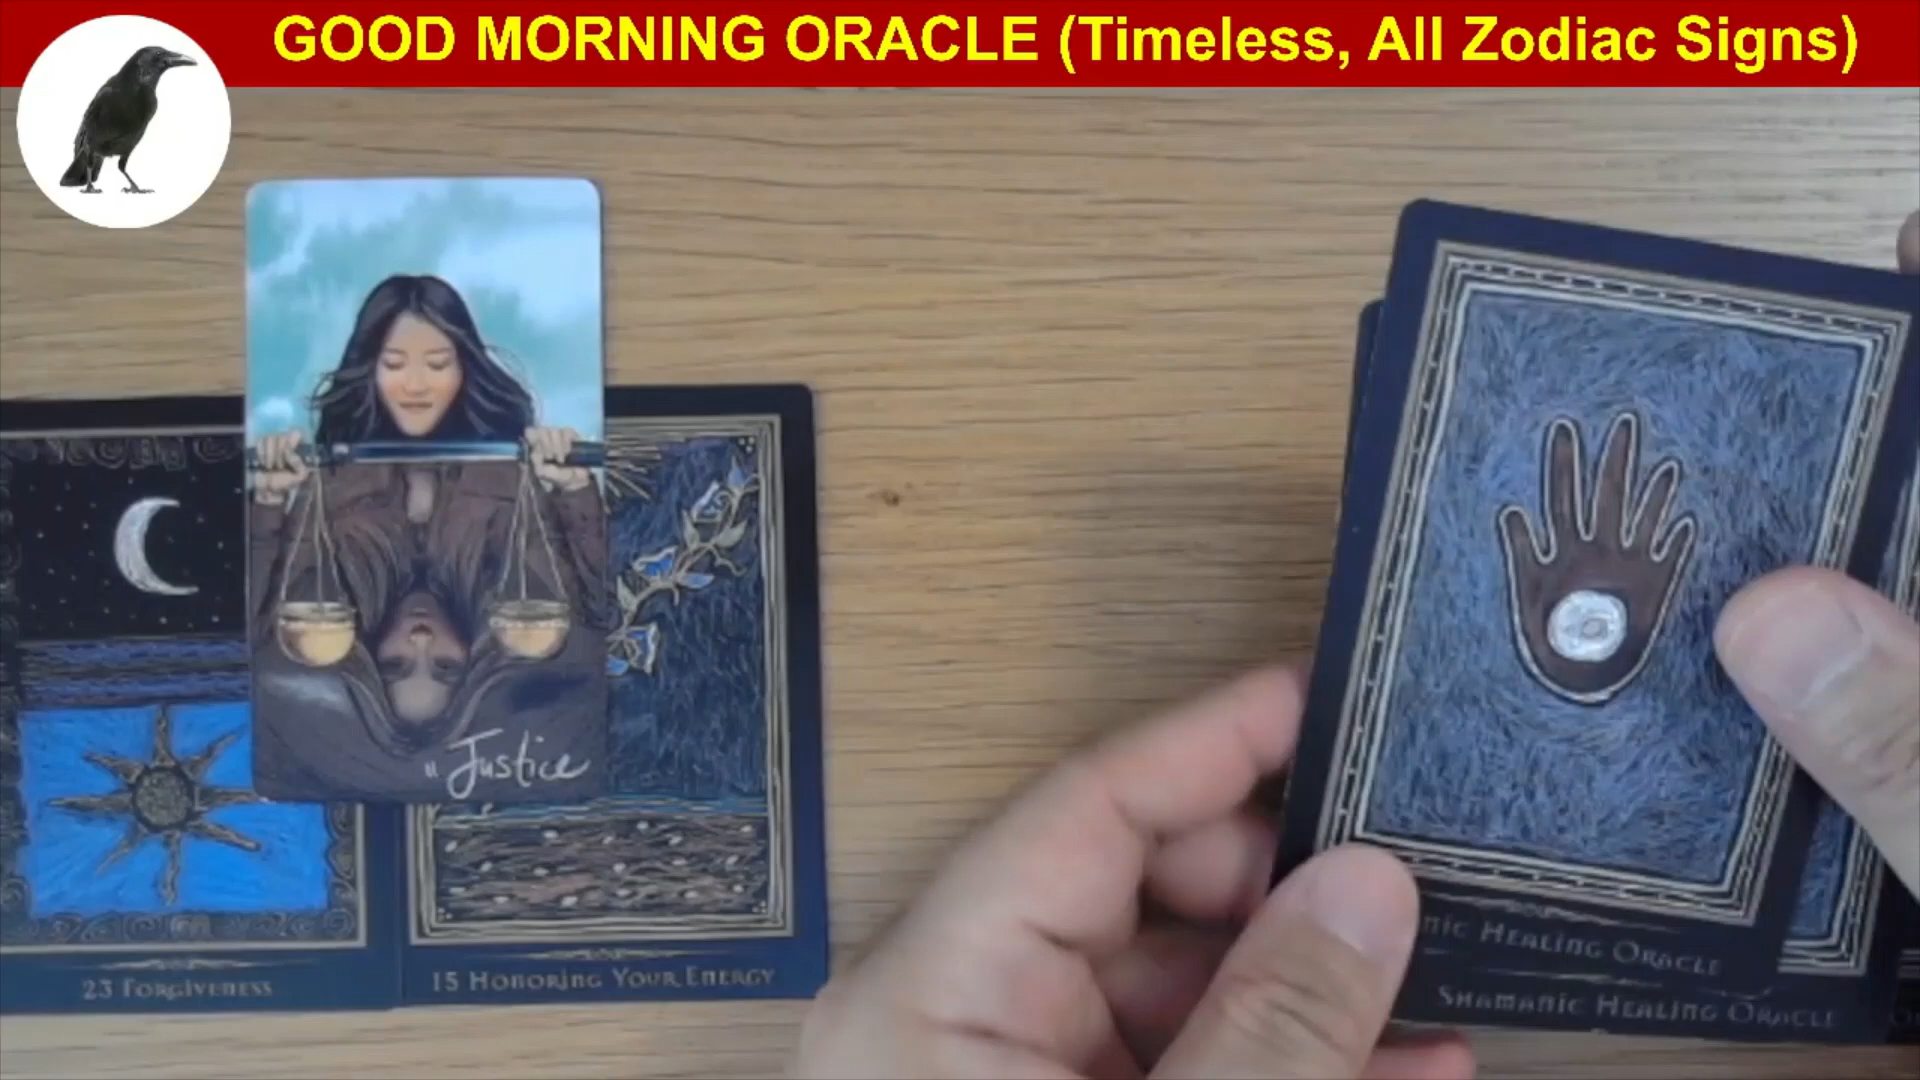 GOOD MORNING ORACLE (Timeless, All Zodiac Signs)
11 Justice
23 Forgiveness
15 Honoring Your Energy
Healing Oracle
Shamanic Healing Oracle